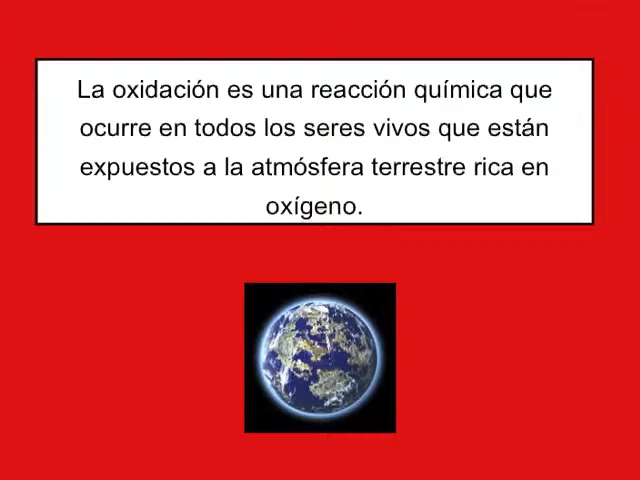 La oxidación es una reacción química que
ocurre en todos los seres vivos que están
expuestos a la atmósfera terrestre rica en
oxígeno.